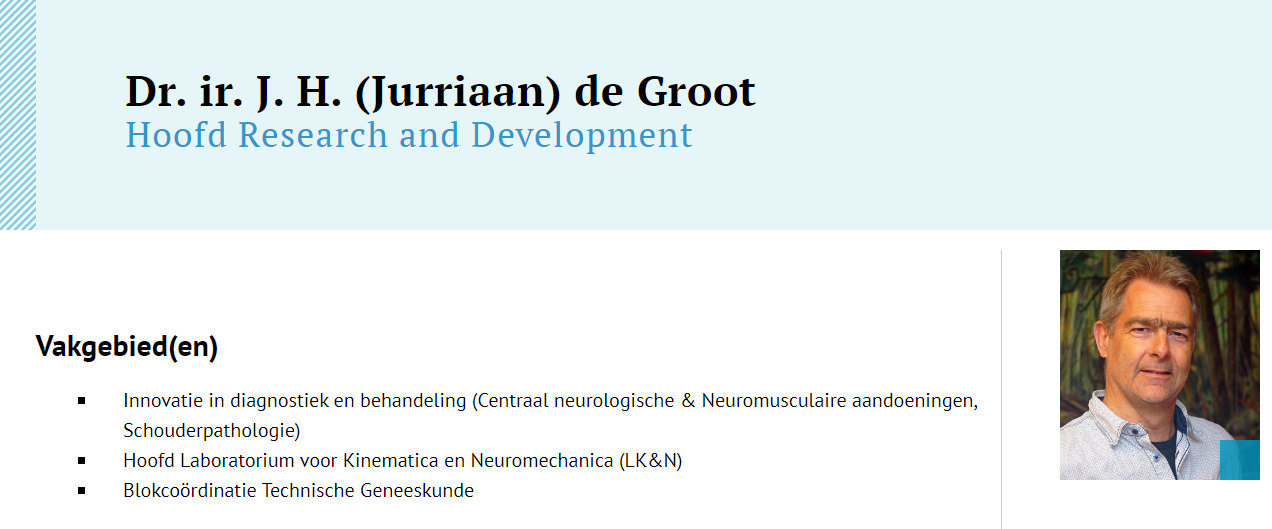 Dr. ir. J. H. (Jurriaan) de Groot
Hoofd Research and Development
Vakgebied(en)
Innovatie in diagnostiek en behandeling (Centraal neurologische & Neuromusculaire aandoeningen,
Schouderpathologie)
Hoofd Laboratorium voor Kinematica en Neuromechanica (LK&N)
Blokcoördinatie Technische Geneeskunde